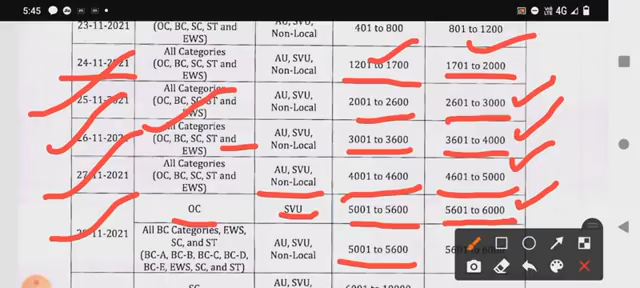 5:45
4G
23-11-2021 (OC, BC, SC, ST and EWS) AU, SVU, Non-Local 401 to 800 801 to 1200
24-11-2021 All Categories (OC, BC, SC, ST and EWS) AU, SVU, Non-Local 1201 to 1700 1701 to 2000
25-11-2021 All Categories (OC, BC, SC, ST and EWS) AU, SVU, Non-Local 2001 to 2600 2601 to 3000
26-11-2021 All Categories (OC, BC, SC, ST and EWS) AU, SVU, Non-Local 3001 to 3600 3601 to 4000
27-11-2021 All Categories (OC, BC, SC, ST and EWS) AU, SVU, Non-Local 4001 to 4600 4601 to 5000
OC SVU 5001 to 5600 5601 to 6000
-11-2021 All BC Categories, EWS, SC, and ST (BC-A, BC-B, BC-C, BC-D, BC-E, EWS, SC, and ST) AU, SVU, Non-Local 5001 to 5600
SC AU, SVU,